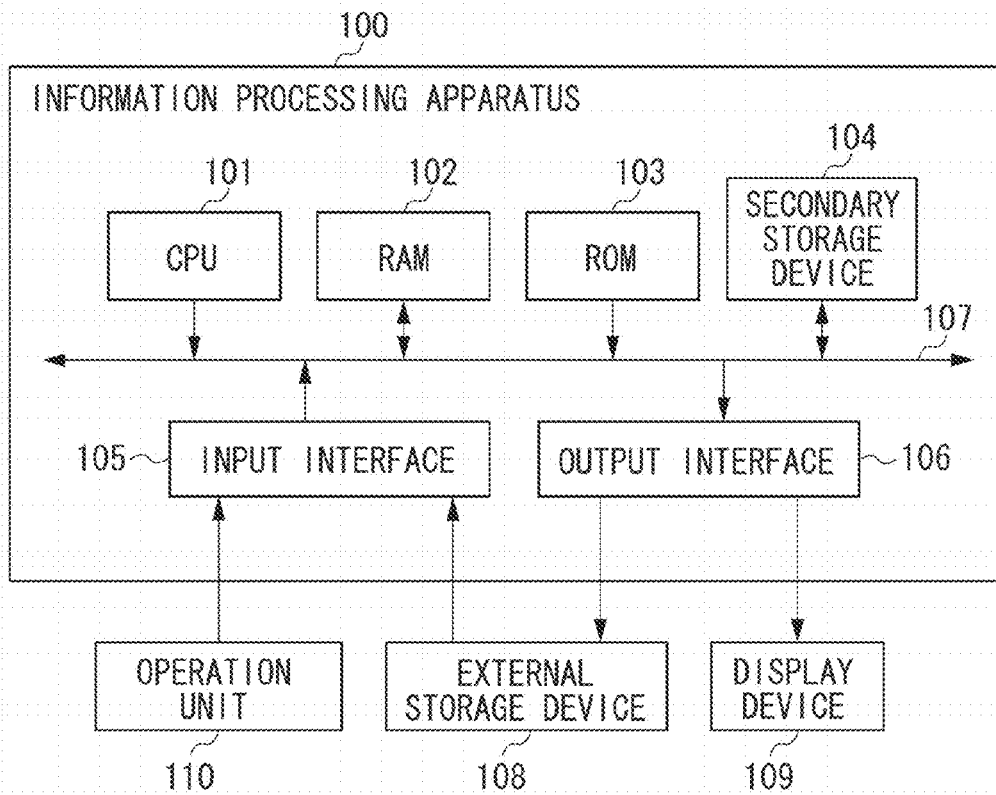 100
INFORMATION PROCESSING APPARATUS
101
102
103
104
CPU
RAM
ROM
SECONDARY
STORAGE
DEVICE
107
105
INPUT INTERFACE
OUTPUT INTERFACE
106
OPERATION
UNIT
EXTERNAL
STORAGE DEVICE
DISPLAY
DEVICE
110
108
109